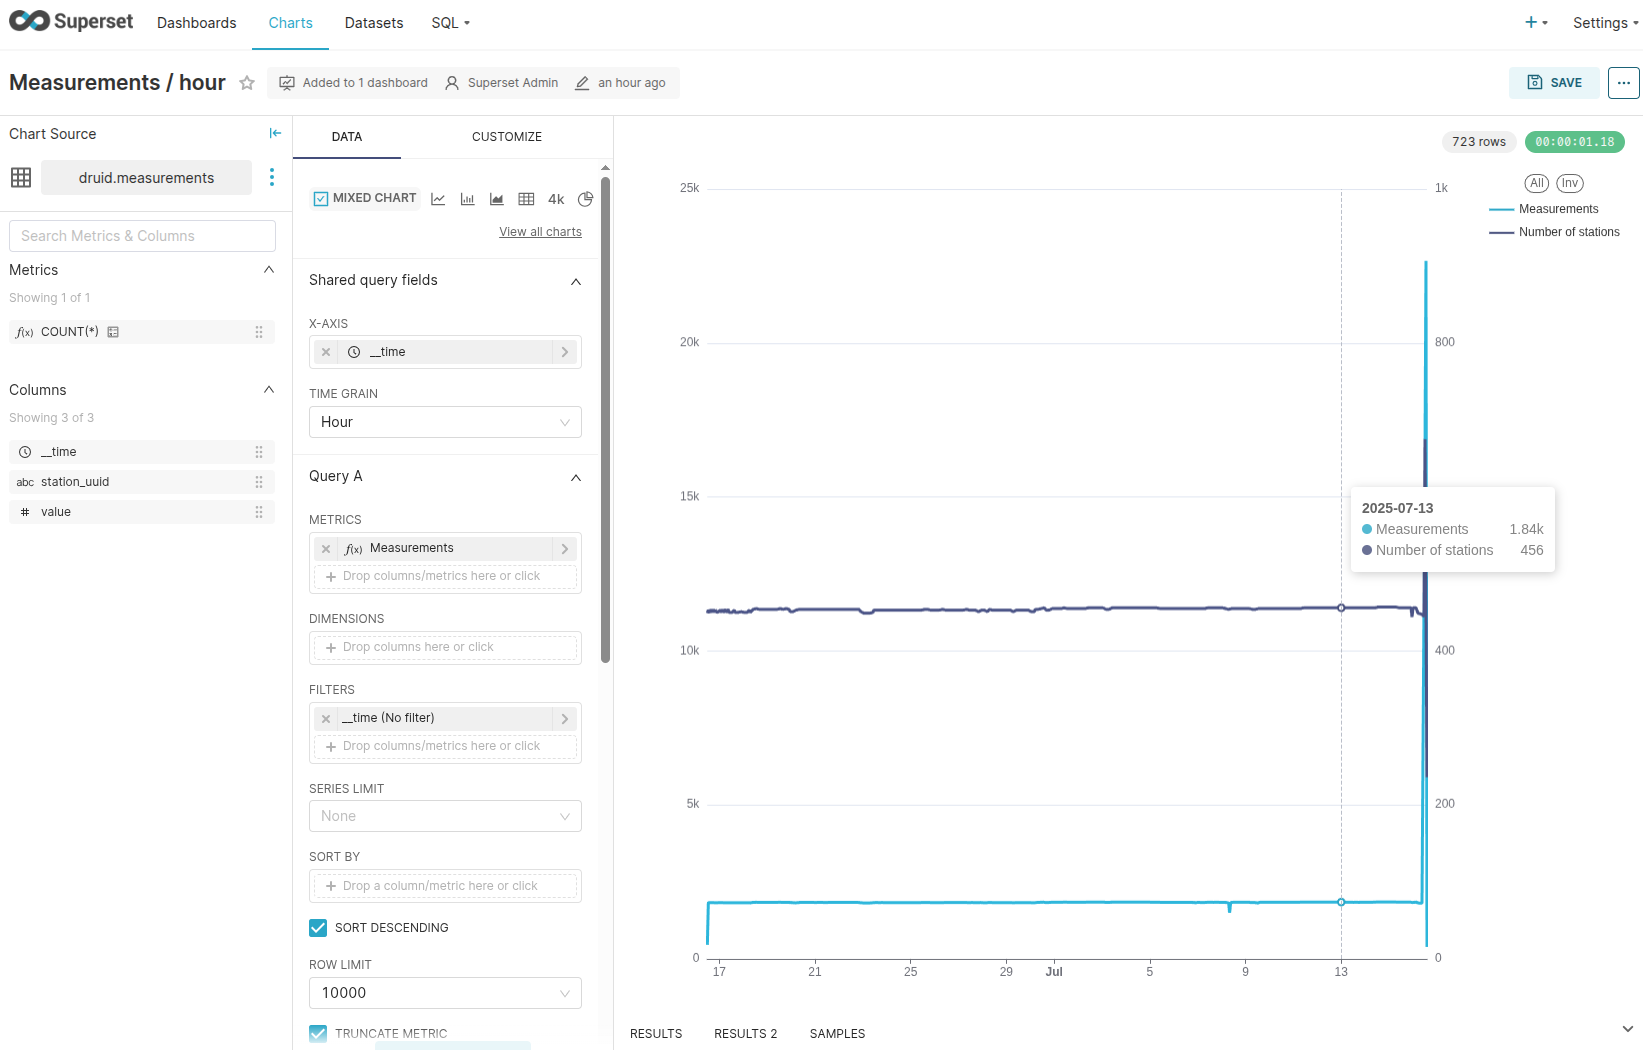 Superset
Dashboards
Charts
Datasets
SQL
+
Settings
Measurements / hour
Added to 1 dashboard
Superset Admin
an hour ago
SAVE
...
Chart Source
druid.measurements
Search Metrics & Columns
Metrics
Showing 1 of 1
f(x) COUNT(*)
Columns
Showing 3 of 3
__time
abc station_uuid
# value
DATA
CUSTOMIZE
MIXED CHART
4k
View all charts
Shared query fields
X-AXIS
__time
TIME GRAIN
Hour
Query A
METRICS
f(x) Measurements
+ Drop columns/metrics here or click
DIMENSIONS
+ Drop columns here or click
FILTERS
__time (No filter)
+ Drop columns/metrics here or click
SERIES LIMIT
None
SORT BY
+ Drop a column/metric here or click
SORT DESCENDING
ROW LIMIT
10000
TRUNCATE METRIC
723 rows
00:00:01.18
All
Inv
Measurements
Number of stations
25k
20k
15k
10k
5k
0
1k
800
400
200
0
2025-07-13
Measurements 1.84k
Number of stations 456
17
21
25
29
Jul
5
9
13
RESULTS
RESULTS 2
SAMPLES